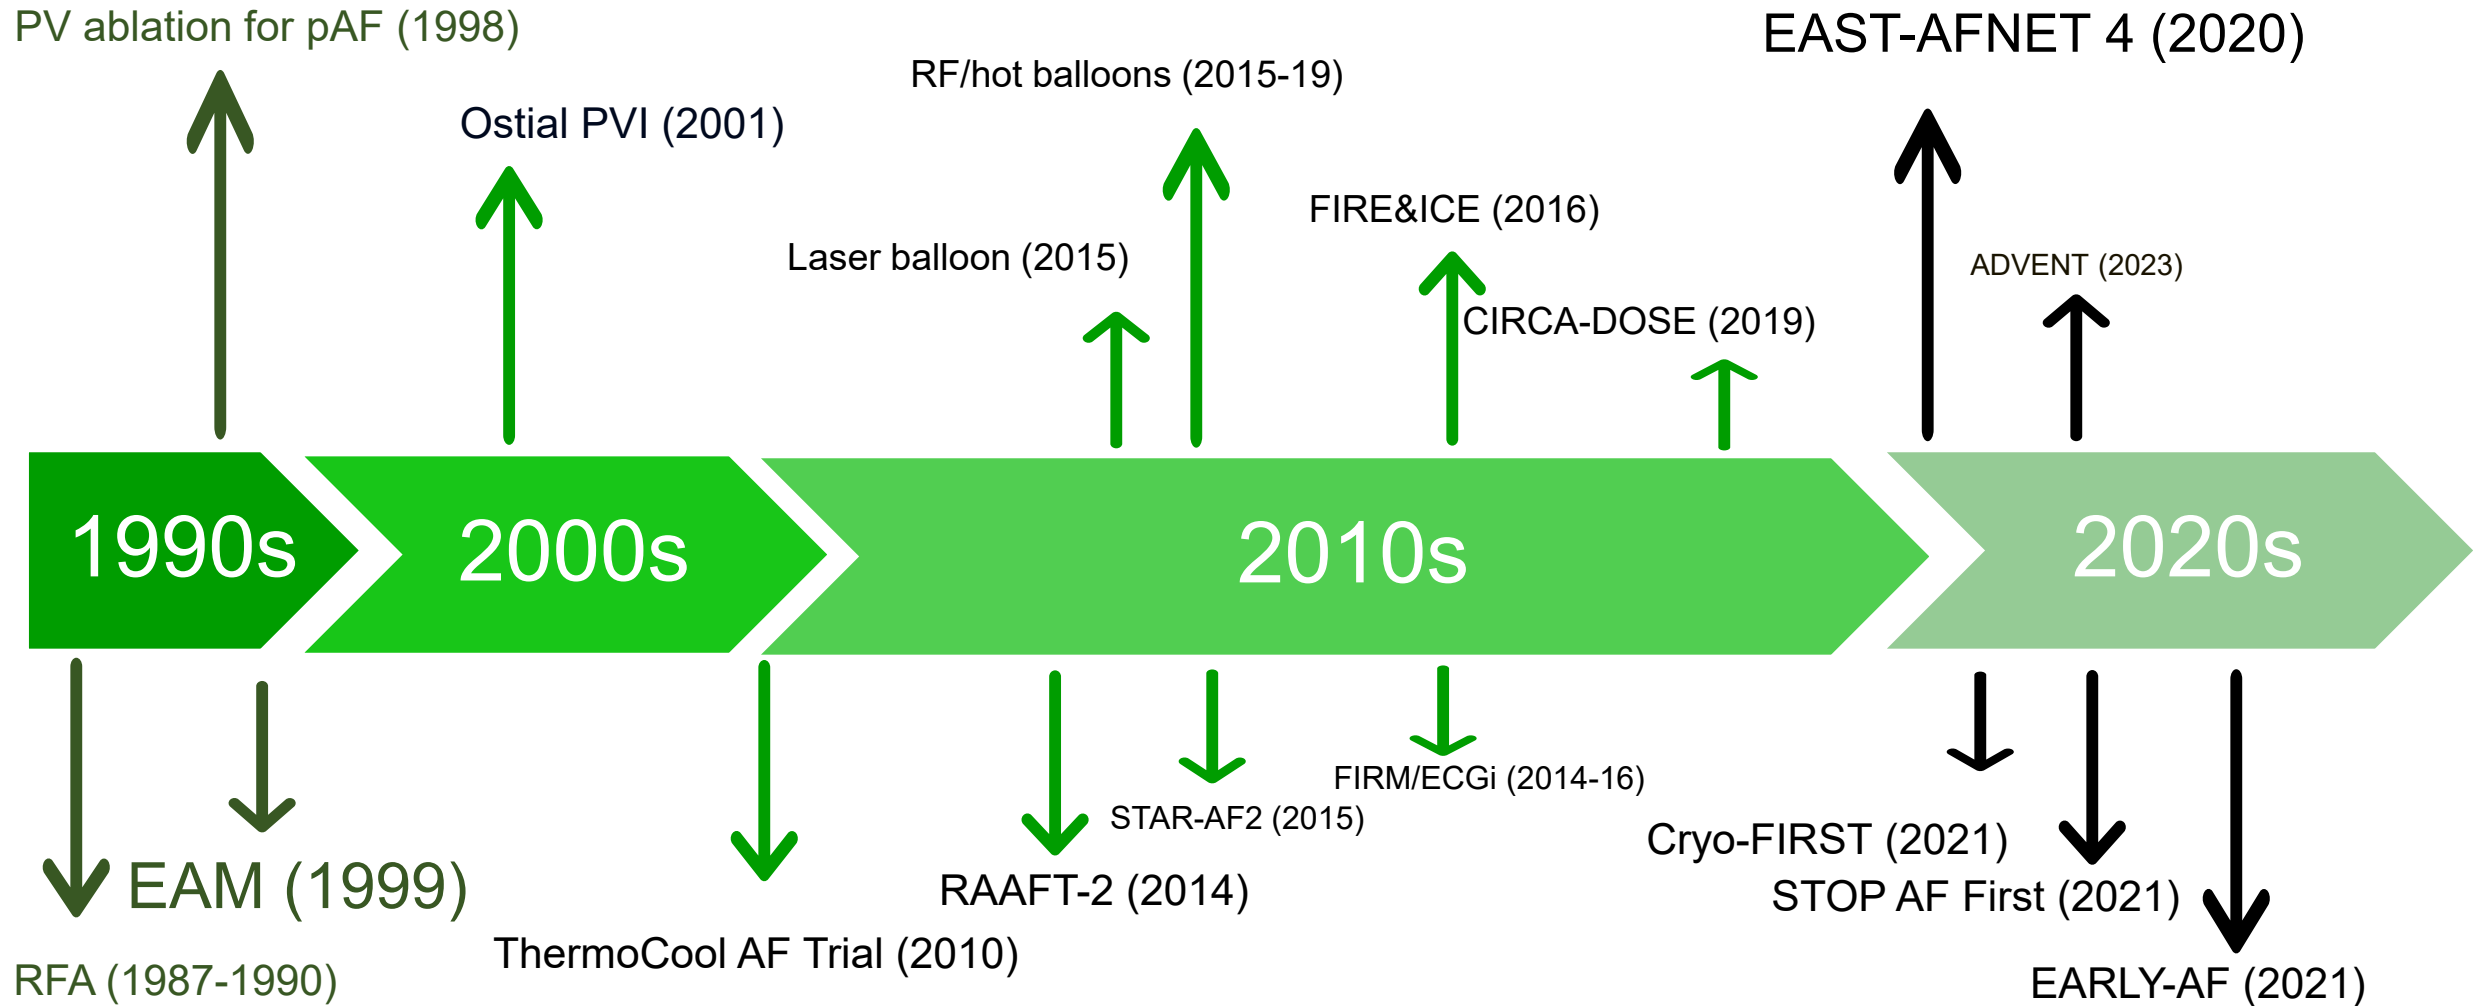 PV ablation for pAF (1998)
EAST-AFNET 4 (2020)
RF/hot balloons (2015-19)
Ostial PVI (2001)
FIRE&ICE (2016)
Laser balloon (2015)
ADVENT (2023)
CIRCA-DOSE (2019)
1990s
2000s
2010s
2020s
FIRM/ECGi (2014-16)
STAR-AF2 (2015)
Cryo-FIRST (2021)
EAM (1999)
RAAFT-2 (2014)
STOP AF First (2021)
ThermoCool AF Trial (2010)
RFA (1987-1990)
EARLY-AF (2021)